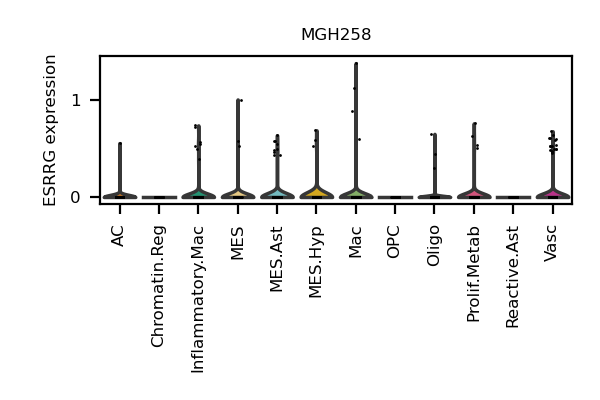 MGH258
ESRRG expression
1
0
AC
Chromatin.Reg
Inflammatory.Mac
MES
MES.Ast
MES.Hyp
Mac
OPC
Oligo
Prolif.Metab
Reactive.Ast
Vasc